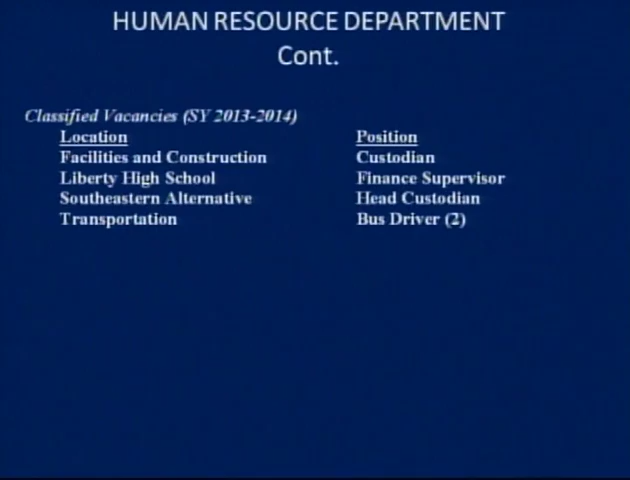 HUMAN RESOURCE DEPARTMENT
Cont.
Classified Vacancies (SY 2013-2014)
Location Position
Facilities and Construction Custodian
Liberty High School Finance Supervisor
Southeastern Alternative Head Custodian
Transportation Bus Driver (2)